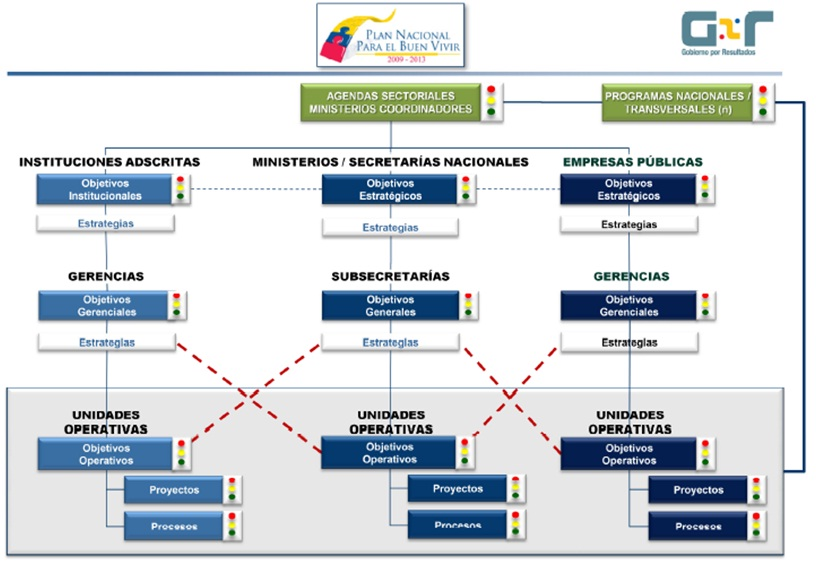 PLAN NACIONAL
PARA EL BUEN VIVIR
2009 - 2013
GPR
Gobierno por Resultados
AGENDAS SECTORIALES
MINISTERIOS COORDINADORES
PROGRAMAS NACIONALES /
TRANSVERSALES (n)
INSTITUCIONES ADSCRITAS
MINISTERIOS / SECRETARÍAS NACIONALES
EMPRESAS PÚBLICAS
Objetivos
Institucionales
Objetivos
Estratégicos
Objetivos
Estratégicos
Estrategias
Estrategias
Estrategias
GERENCIAS
SUBSECRETARÍAS
GERENCIAS
Objetivos
Gerenciales
Objetivos
Generales
Objetivos
Gerenciales
Estrategias
Estrategias
Estrategias
UNIDADES
OPERATIVAS
UNIDADES
OPERATIVAS
UNIDADES
OPERATIVAS
Objetivos
Operativos
Objetivos
Operativos
Objetivos
Operativos
Proyectos
Proyectos
Proyectos
Procesos
Procesos
Procesos